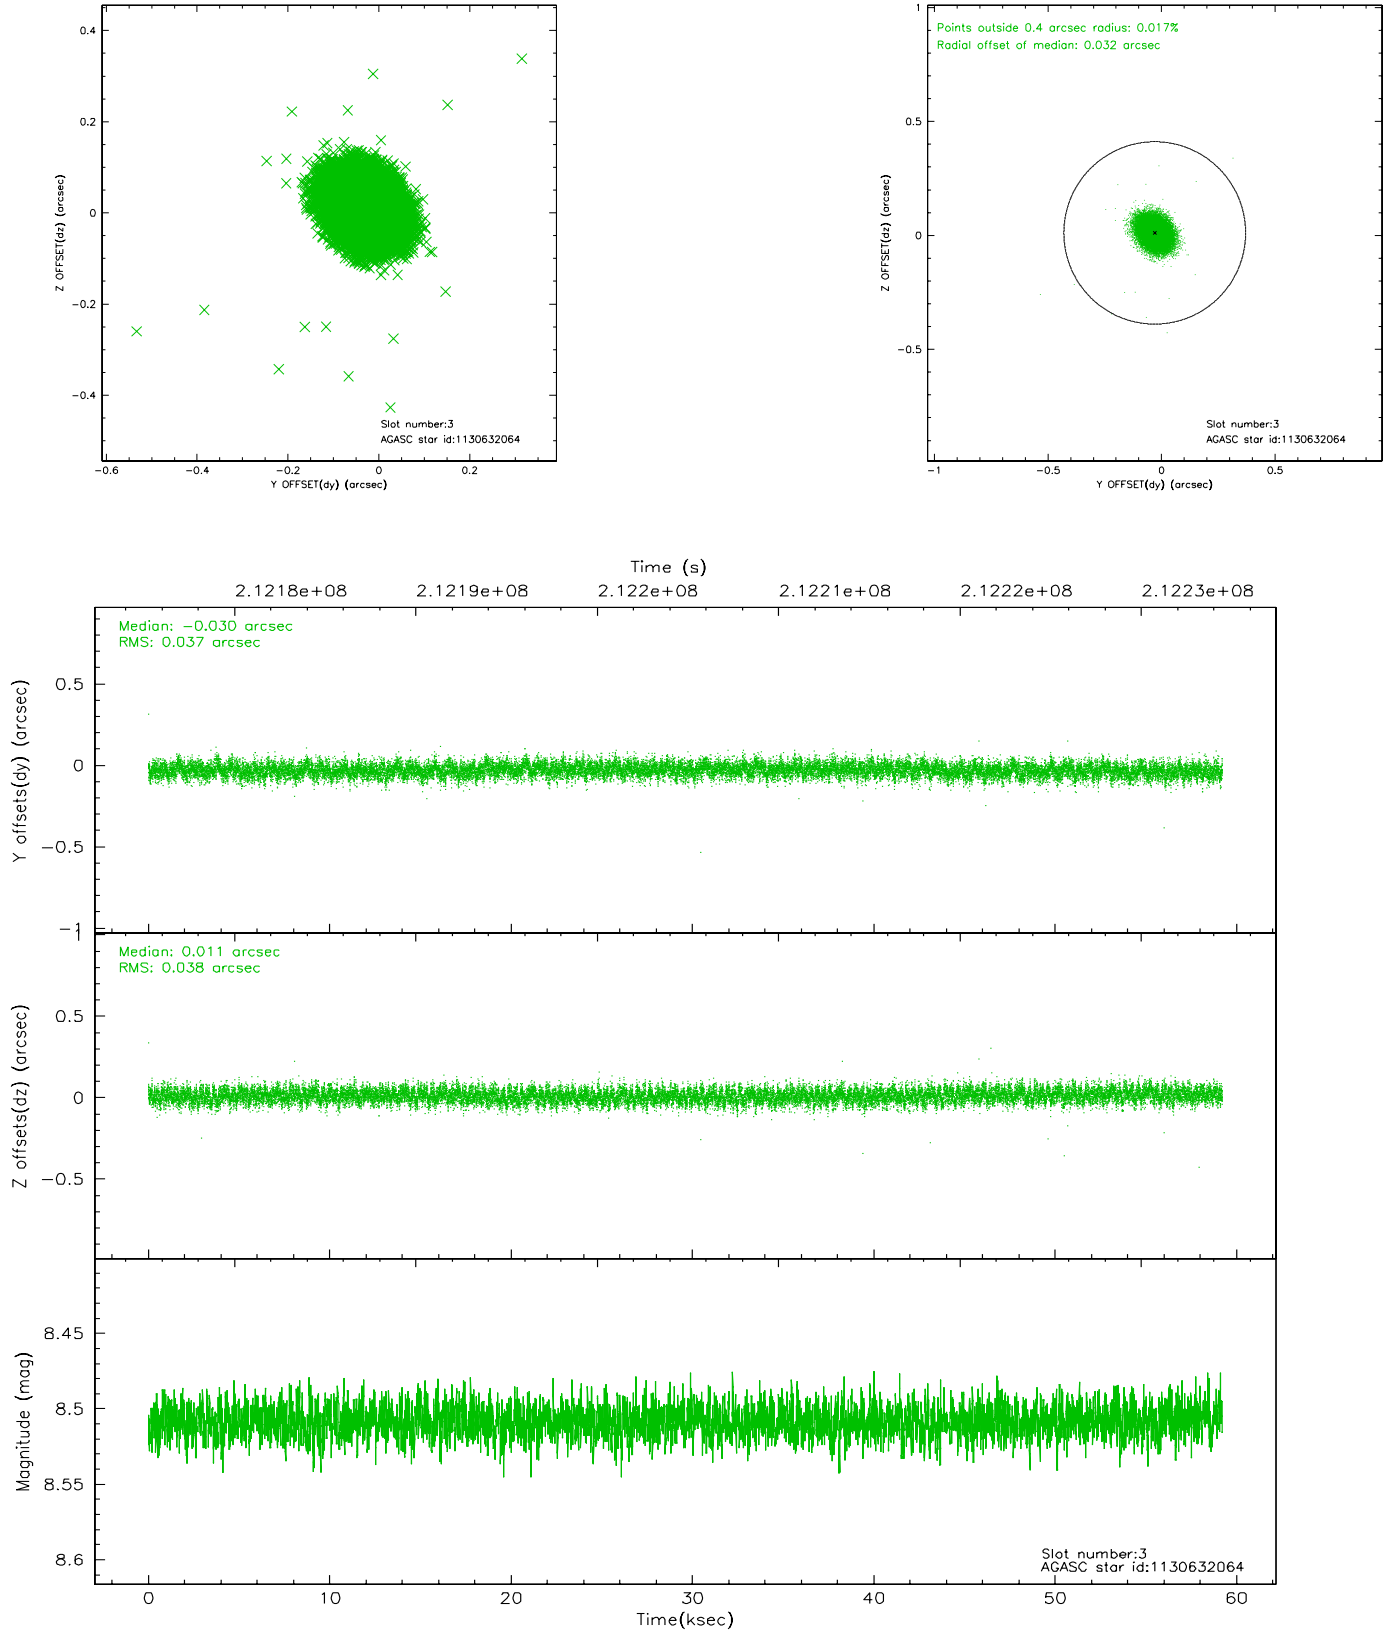 0.4
0.2
0
-0.2
-0.4
Z OFFSET(dz) (arcsec)
Slot number:3
AGASC star id:1130632064
-0.6 -0.4 -0.2 0 0.2
Y OFFSET(dy) (arcsec)
Points outside 0.4 arcsec radius: 0.017%
Radial offset of median: 0.032 arcsec
1
0.5
0
-0.5
Z OFFSET(dz) (arcsec)
Slot number:3
AGASC star id:1130632064
-1 -0.5 0 0.5
Y OFFSET(dy) (arcsec)
Time (s)
2.1218e+08 2.1219e+08 2.122e+08 2.1221e+08 2.1222e+08 2.1223e+08
Median: -0.030 arcsec
RMS: 0.037 arcsec
0.5
0
-0.5
-1
Y offsets(dy) (arcsec)
Median: 0.011 arcsec
RMS: 0.038 arcsec
1
0.5
0
-0.5
Z offsets(dz) (arcsec)
8.45
8.5
8.55
8.6
Magnitude (mag)
Slot number:3
AGASC star id:1130632064
0 10 20 30 40 50 60
Time(ksec)